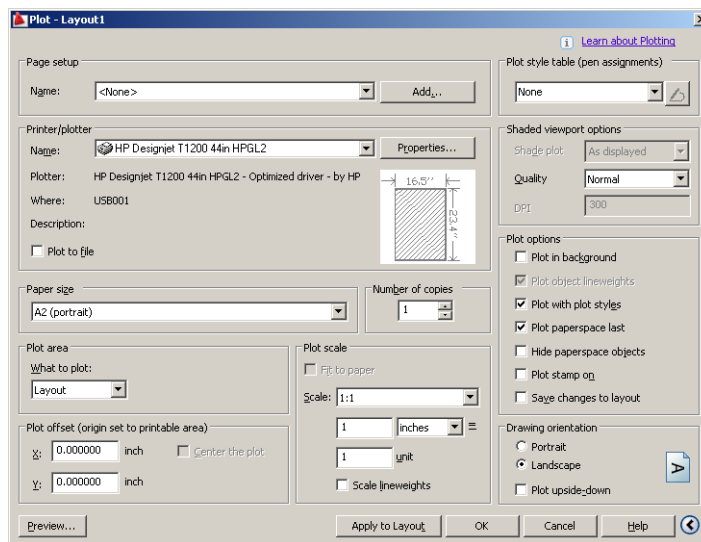 Plot - Layout1
Learn about Plotting
Page setup
Name: <None> Add...
Plot style table (pen assignments)
None
Printer/plotter
Name: HP Designjet T1200 44in HPGL2 Properties...
Plotter: HP Designjet T1200 44in HPGL2 - Optimized driver - by HP
Where: USB001
Description:
Plot to file
16.5''
23.4''
Shaded viewport options
Shade plot As displayed
Quality Normal
DPI 300
Paper size
A2 (portrait)
Number of copies
1
Plot options
Plot in background
Plot object lineweights
Plot with plot styles
Plot paperspace last
Hide paperspace objects
Plot stamp on
Save changes to layout
Plot area
What to plot:
Layout
Plot scale
Fit to paper
Scale: 1:1
1 inches =
1 unit
Scale lineweights
Plot offset (origin set to printable area)
X: 0.000000 inch Center the plot
Y: 0.000000 inch
Drawing orientation
Portrait
Landscape
Plot upside-down
A
Preview... Apply to Layout OK Cancel Help